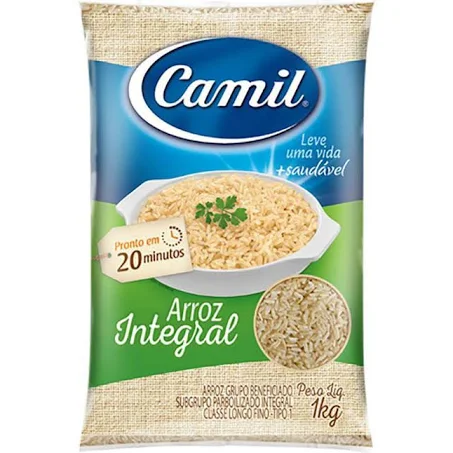 Camil
Leve
uma vida
+saudável
Pronto em
20 minutos
Arroz
Integral
ARROZ GRUPO BENEFICIADO
SUBGRUPO PARBOILIZADO INTEGRAL
CLASSE LONGO FINO - TIPO 1
Peso Líq.
1kg